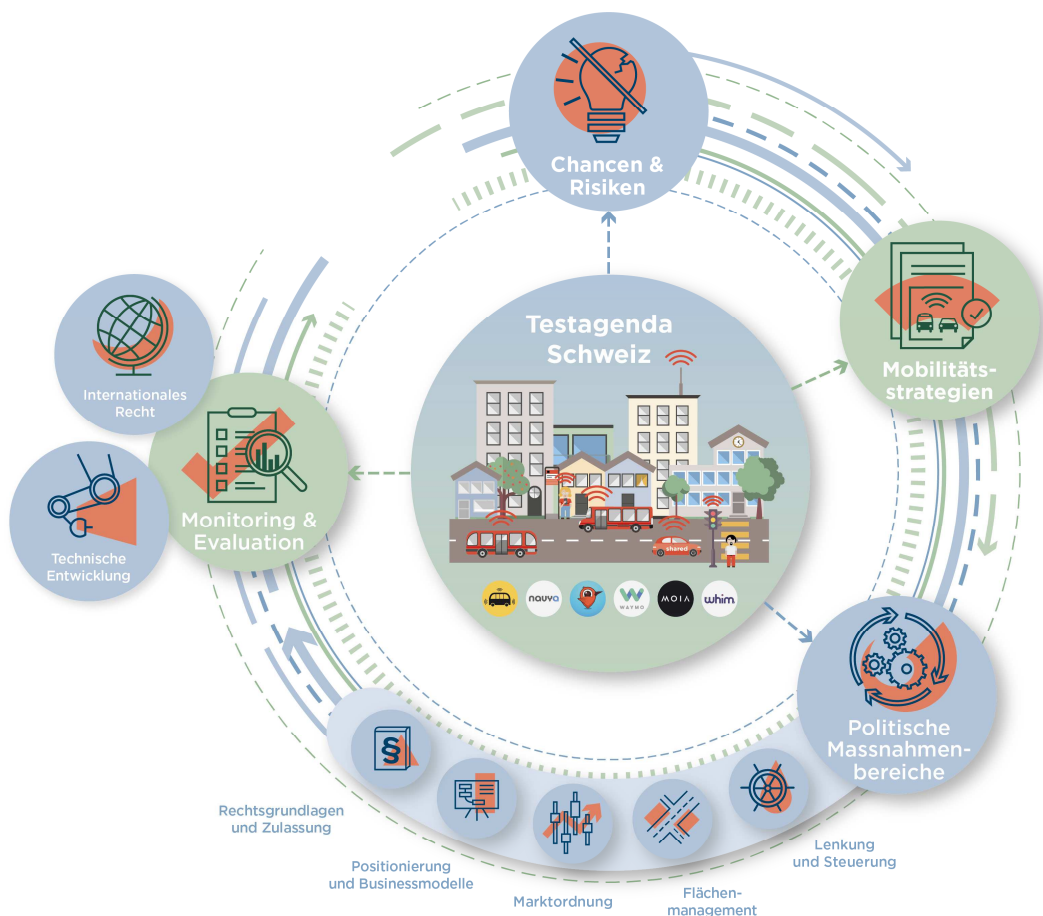 Chancen &
Risiken
Mobilitäts-
strategien
Testagenda
Schweiz
Internationales
Recht
Technische
Entwicklung
Monitoring &
Evaluation
shared
navya
WAYMO
MOIA
whim
Politische
Massnahmen-
bereiche
§
Rechtsgrundlagen
und Zulassung
Positionierung
und Businessmodelle
Marktordnung
Flächen-
management
Lenkung
und Steuerung